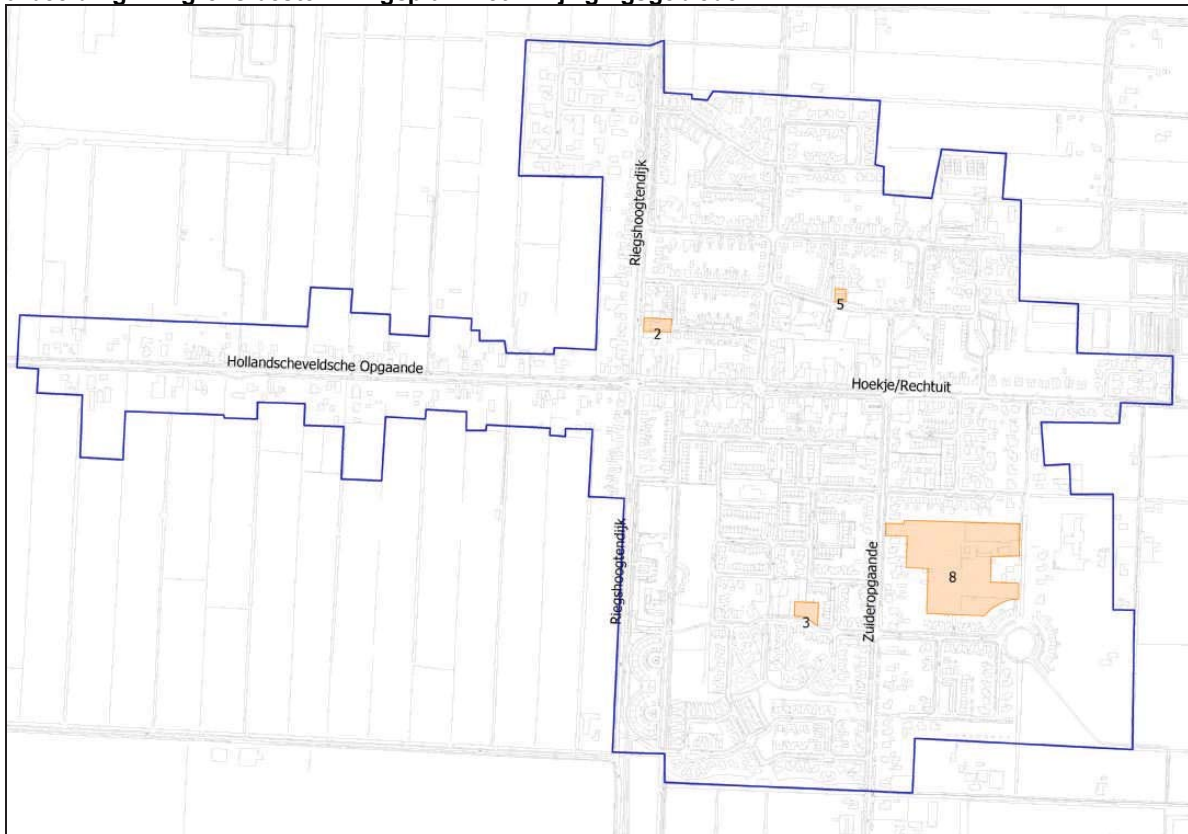 Riegshoogtendijk
5
2
Hollandscheveldsche Opgaande
Hoekje/Rechtuit
Riegshoogtendijk
Zuideropgaande
8
3